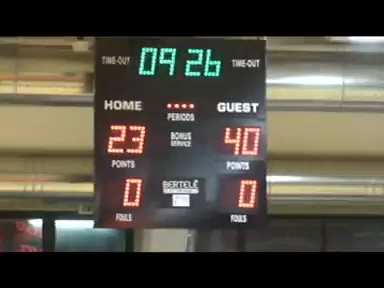 TIME-OUT 09 26 TIME-OUT
HOME GUEST
PERIODS
23 BONUS 40
SERVICE
POINTS POINTS
0 BERTELÈ 0
FOULS FOULS